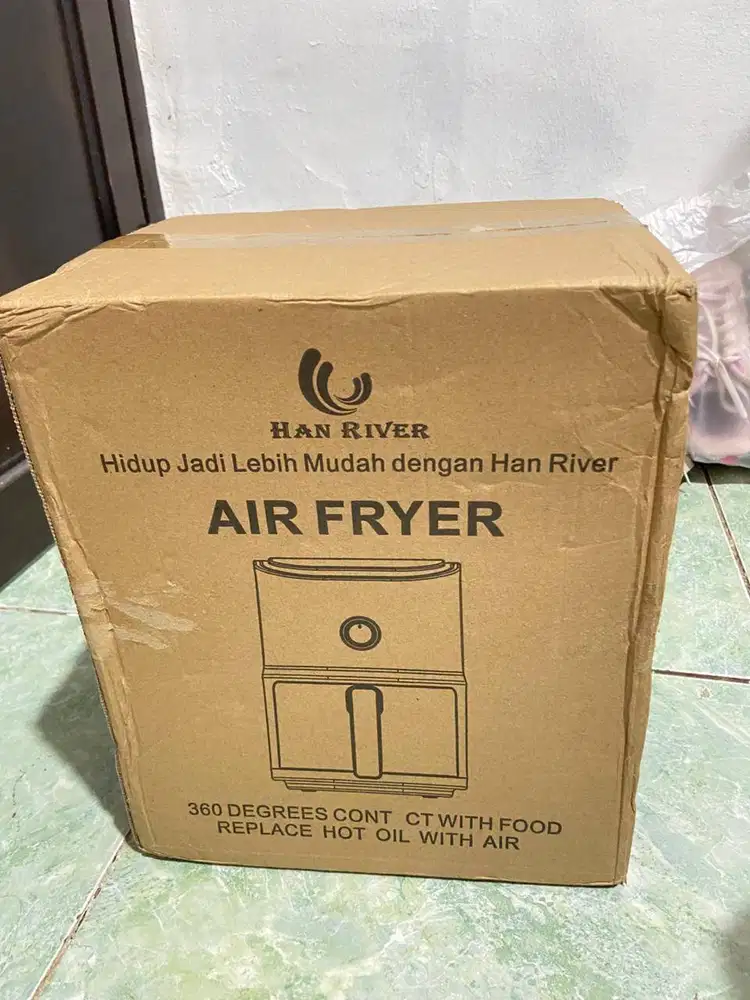 HAN RIVER
Hidup Jadi Lebih Mudah dengan Han River
AIR FRYER
360 DEGREES CONT CT WITH FOOD
REPLACE HOT OIL WITH AIR